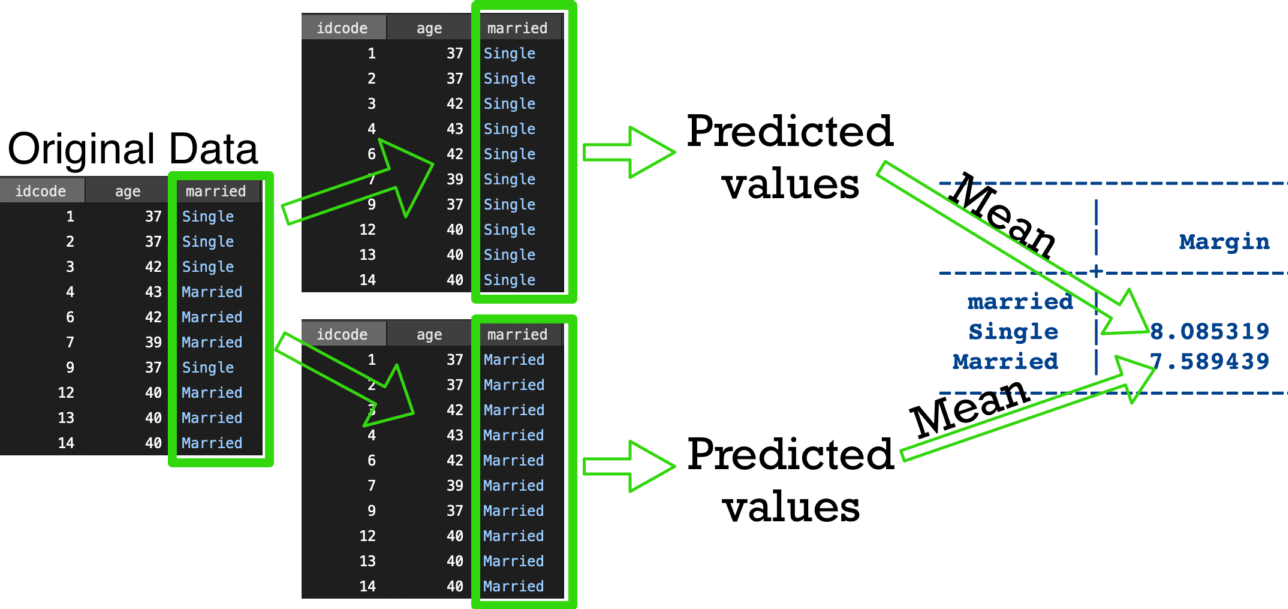 Original Data
idcode age married
1 37 Single
2 37 Single
3 42 Single
4 43 Married
6 42 Married
7 39 Married
9 37 Single
12 40 Married
13 40 Married
14 40 Married
idcode age married
1 37 Single
2 37 Single
3 42 Single
4 43 Single
6 42 Single
7 39 Single
9 37 Single
12 40 Single
13 40 Single
14 40 Single
idcode age married
1 37 Married
2 37 Married
3 42 Married
4 43 Married
6 42 Married
7 39 Married
9 37 Married
12 40 Married
13 40 Married
14 40 Married
Predicted
values
Predicted
values
Mean
Mean
Margin
married
Single 8.085319
Married 7.589439